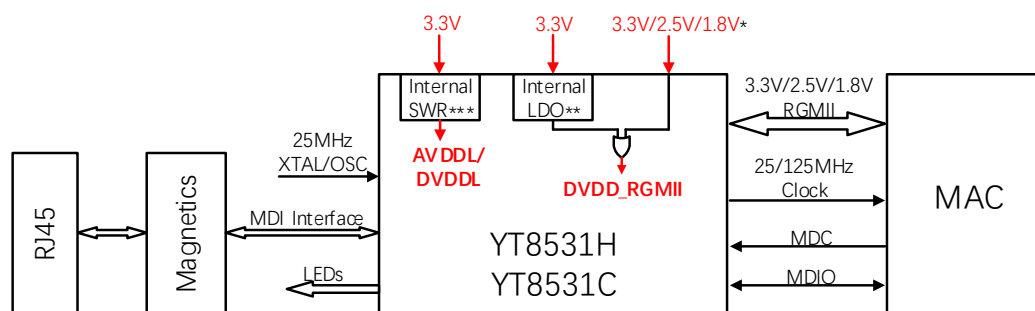 3.3V
3.3V
3.3V/2.5V/1.8V*
Internal
SWR***
Internal
LDO**
3.3V/2.5V/1.8V
RGMII
25MHz
XTAL/OSC
AVDDL/
DVDDL
DVDD_RGMII
25/125MHz
Clock
RJ45
Magnetics
MDI Interface
LEDs
YT8531H
YT8531C
MDC
MDIO
MAC